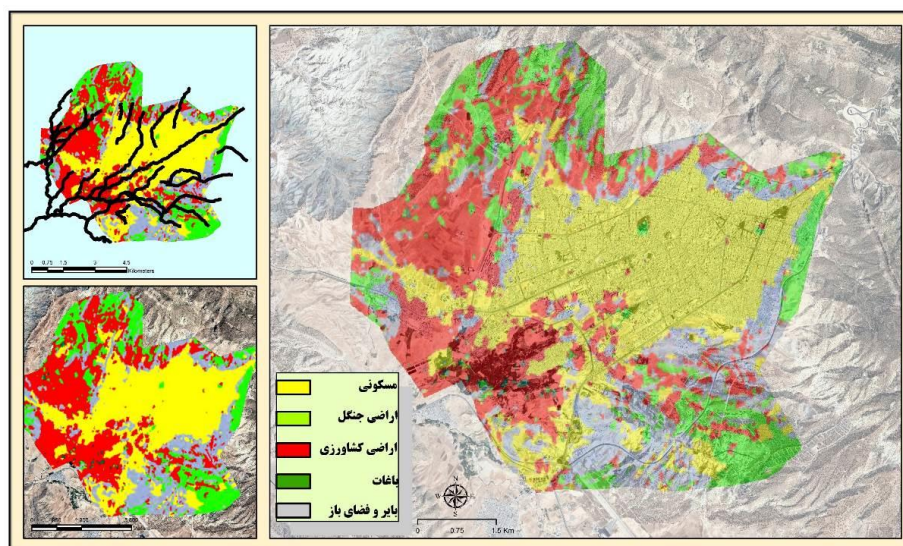 0 0.75 1.5 3 4.5
Kilometers
مسکونی
اراضی جنگل
اراضی کشاورزی
باغات
بایر و فضای باز
N
W
S
0 0.75 1.5 Km